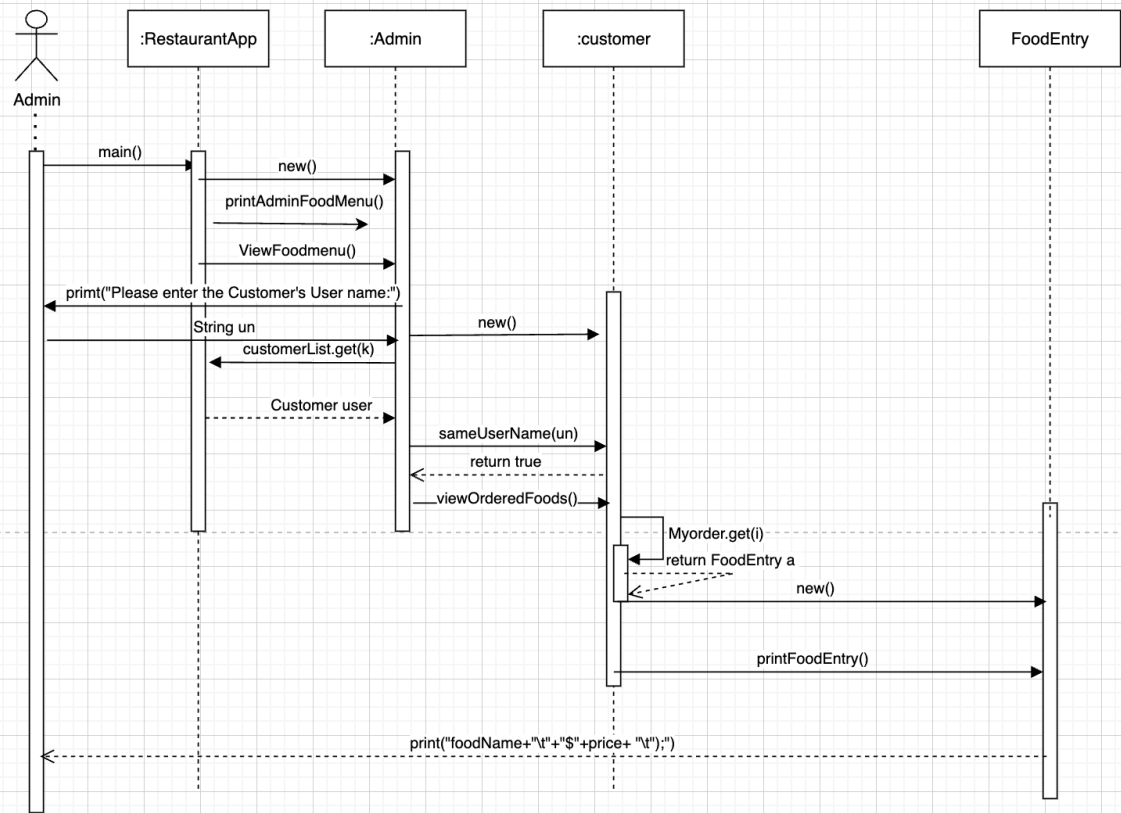 :RestaurantApp
:Admin
:customer
FoodEntry
Admin
main()
new()
printAdminFoodMenu()
ViewFoodmenu()
primt("Please enter the Customer's User name:")
String un
new()
customerList.get(k)
Customer user
sameUserName(un)
return true
viewOrderedFoods()
Myorder.get(i)
return FoodEntry a
new()
printFoodEntry()
print("foodName+"\t"+"$"+price+ "\t");")